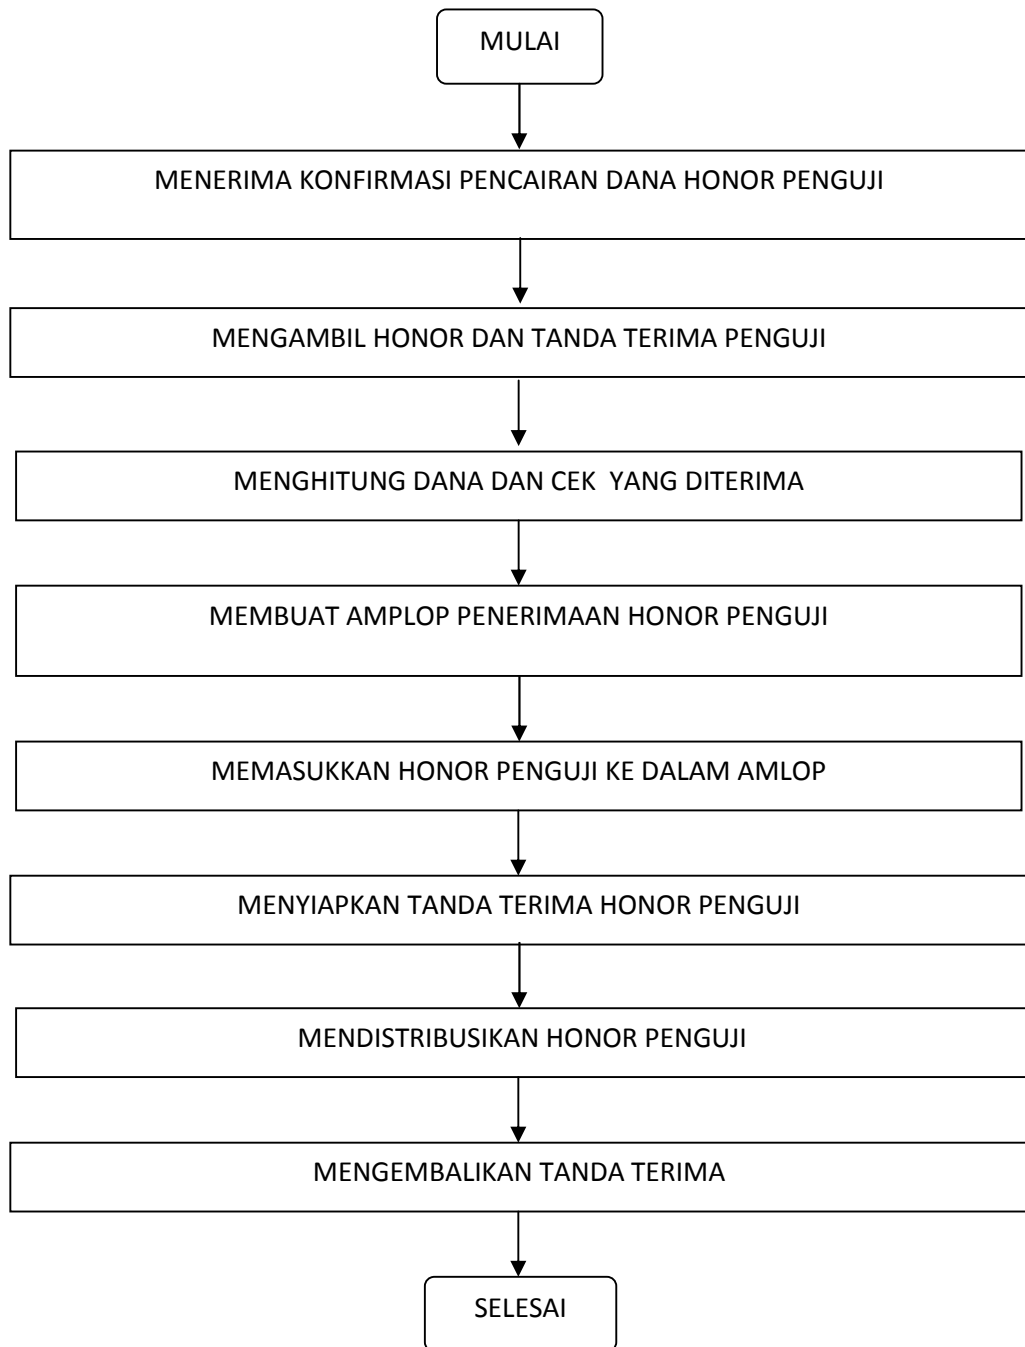 MULAI
MENERIMA KONFIRMASI PENCAIRAN DANA HONOR PENGUJI
MENGAMBIL HONOR DAN TANDA TERIMA PENGUJI
MENGHITUNG DANA DAN CEK  YANG DITERIMA
MEMBUAT AMPLOP PENERIMAAN HONOR PENGUJI
MEMASUKKAN HONOR PENGUJI KE DALAM AMLOP
MENYIAPKAN TANDA TERIMA HONOR PENGUJI
MENDISTRIBUSIKAN HONOR PENGUJI
MENGEMBALIKAN TANDA TERIMA
SELESAI